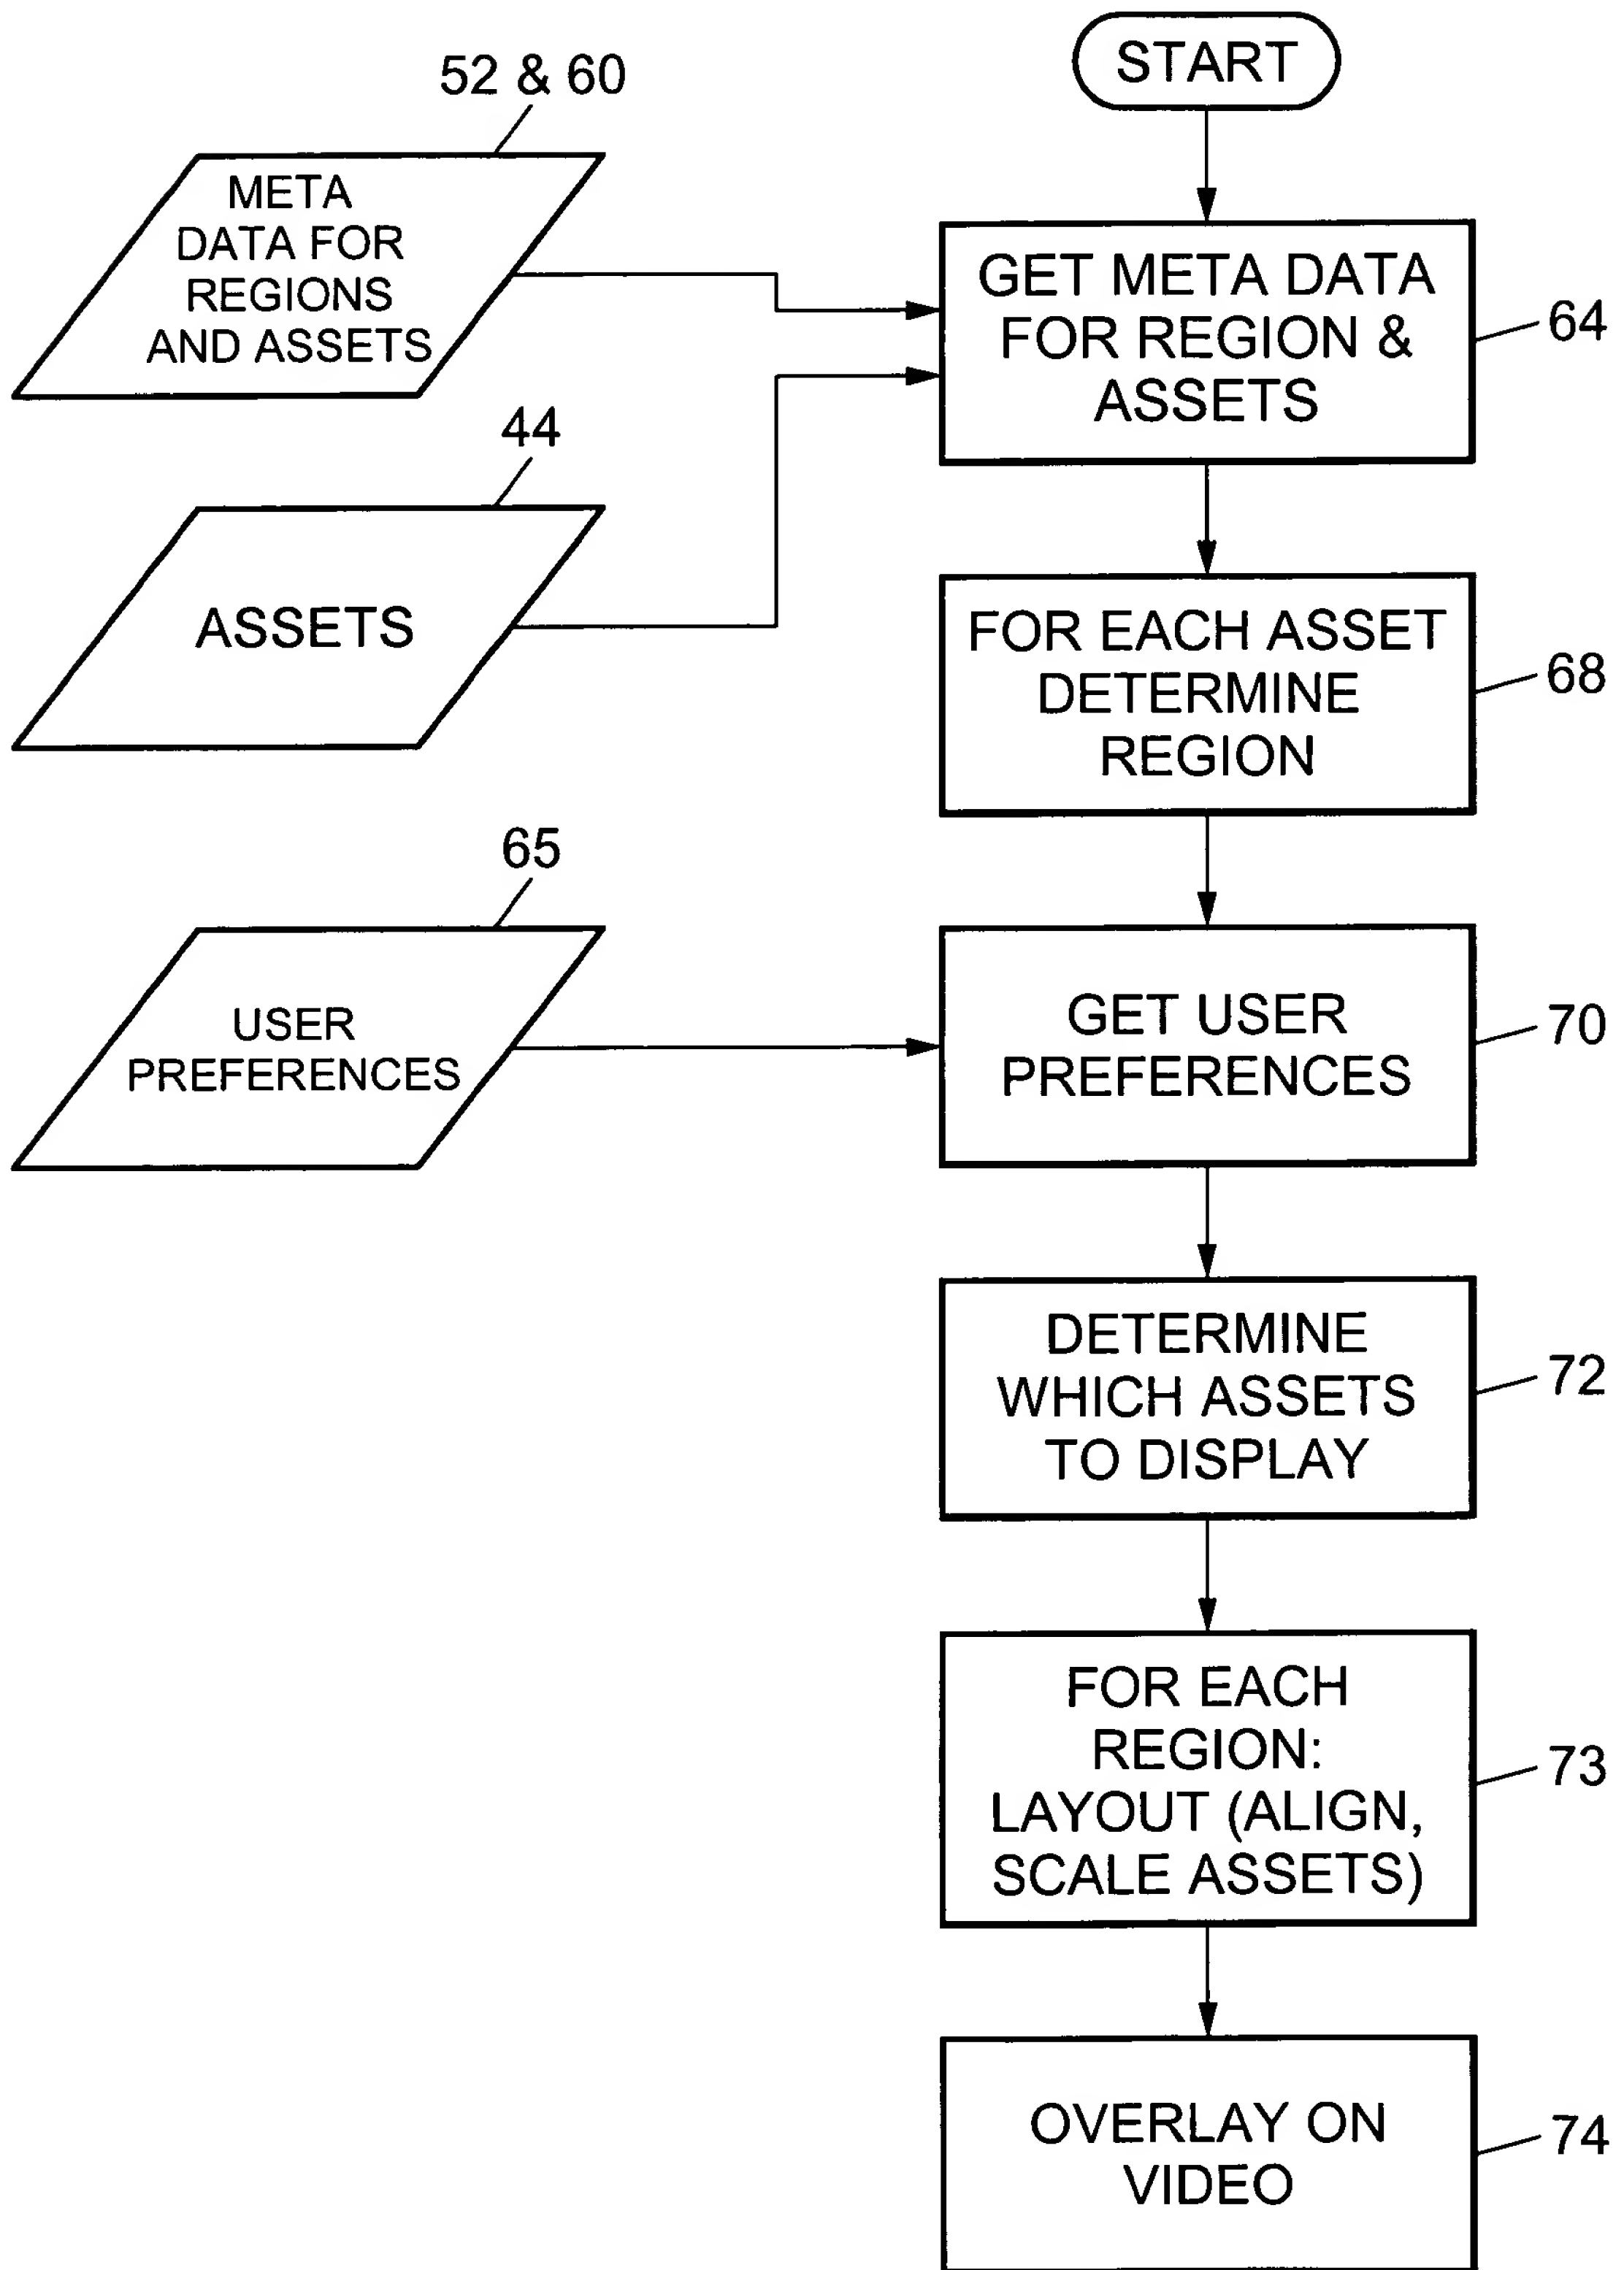 START
52 & 60
META
DATA FOR
REGIONS
AND ASSETS
GET META DATA
FOR REGION &
ASSETS
64
44
ASSETS
FOR EACH ASSET
DETERMINE
REGION
68
65
USER
PREFERENCES
GET USER
PREFERENCES
70
DETERMINE
WHICH ASSETS
TO DISPLAY
72
FOR EACH
REGION:
LAYOUT (ALIGN,
SCALE ASSETS)
73
OVERLAY ON
VIDEO
74